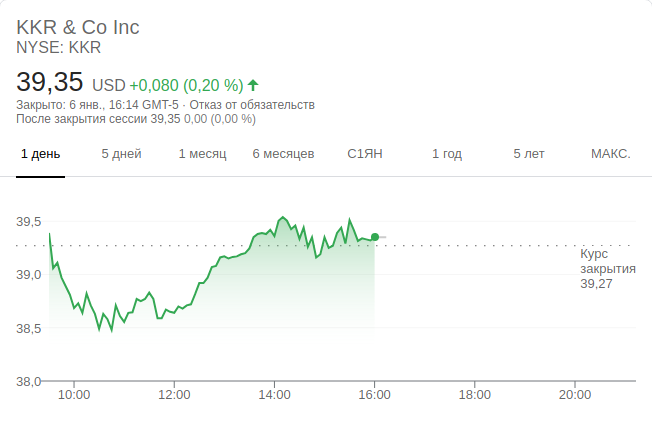 KKR & Co Inc
NYSE: KKR
39,35 USD +0,080 (0,20 %)
Закрыто: 6 янв., 16:14 GMT-5 · Отказ от обязательств
После закрытия сессии 39,35 0,00 (0,00 %)
1 день 5 дней 1 месяц 6 месяцев С1ЯН 1 год 5 лет МАКС.
39,5
Курс
закрытия
39,27
39,0
38,5
38,0
10:00 12:00 14:00 16:00 18:00 20:00